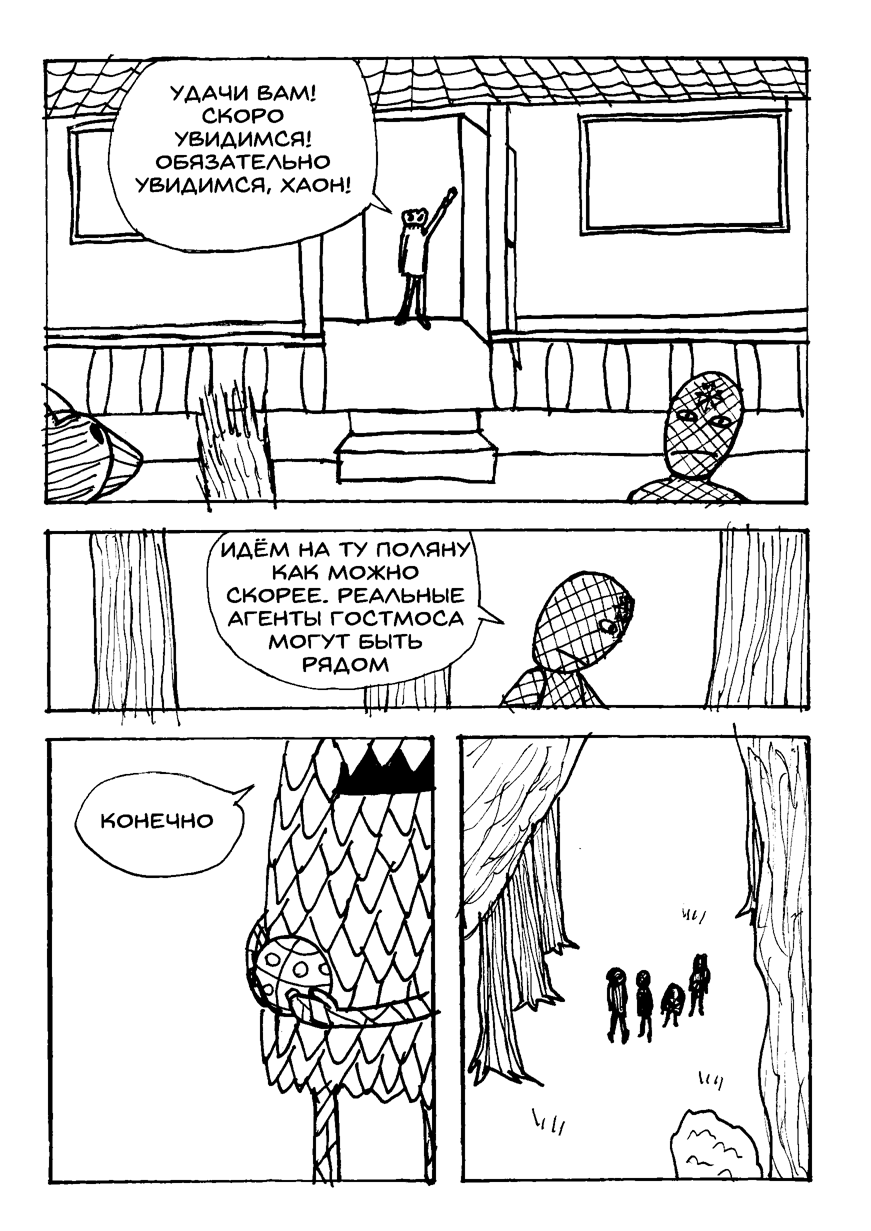 УДАЧИ ВАМ!
СКОРО
УВИДИМСЯ!
ОБЯЗАТЕЛЬНО
УВИДИМСЯ, ХАОН!
ИДЁМ НА ТУ ПОЛЯНУ
КАК МОЖНО
СКОРЕЕ. РЕАЛЬНЫЕ
АГЕНТЫ ГОСТМОСА
МОГУТ БЫТЬ
РЯДОМ
КОНЕЧНО